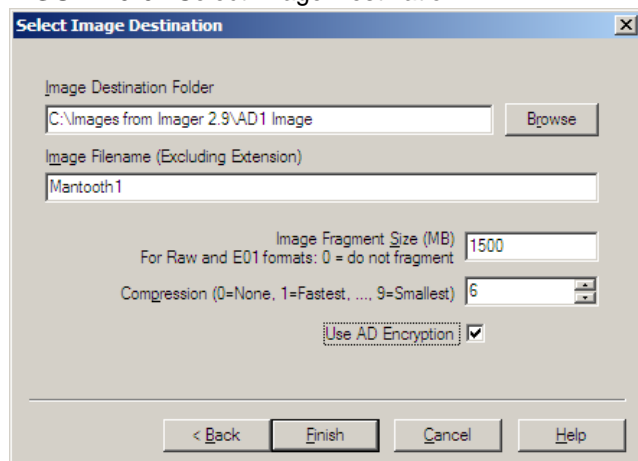 Select Image Destination
Image Destination Folder
C:\Images from Imager 2.9\AD1 Image
Browse
Image Filename (Excluding Extension)
Mantooth1
Image Fragment Size (MB)
For Raw and E01 formats: 0 = do not fragment
1500
Compression (0=None, 1=Fastest, ..., 9=Smallest)
6
Use AD Encryption
< Back
Finish
Cancel
Help